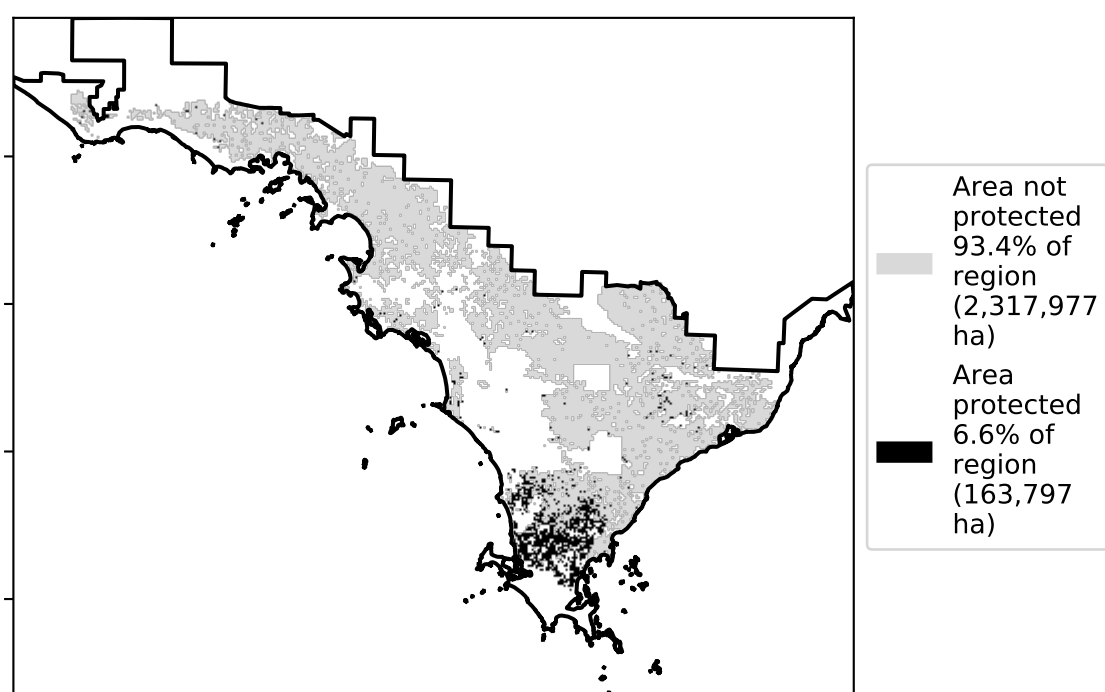 Area not
protected
93.4% of
region
(2,317,977
ha)
Area
protected
6.6% of
region
(163,797
ha)